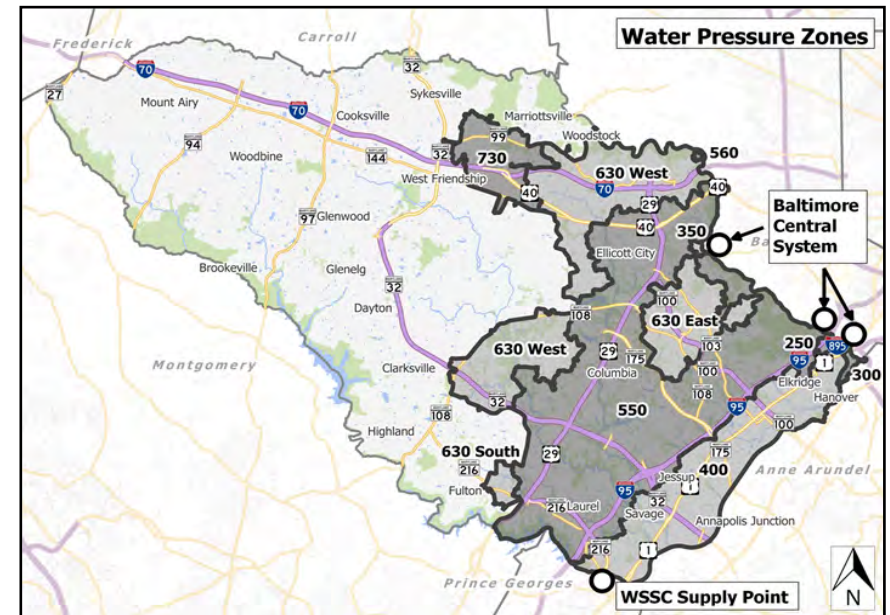 Water Pressure Zones
Frederick
Carroll
70
32
27
Mount Airy
Sykesville
70
Cooksville
Marriottsville
94
99
Woodstock
Woodbine
144
32
730
560
West Friendship
630 West
40
70
40
29
97
Glenwood
40
350
Baltimore
Central
System
Ellicott City
Brookeville
Glenelg
32
100
Dayton
108
630 East
630 West
29
250
895
103
175
95
1
Montgomery
Clarksville
Columbia
100
Elkridge
300
32
108
Hanover
95
108
550
100
Highland
630 South
29
175
216
400
Anne Arundel
Fulton
95
Jessup
1
216
Laurel
32
Savage
Annapolis Junction
216
1
Prince Georges
WSSC Supply Point
N